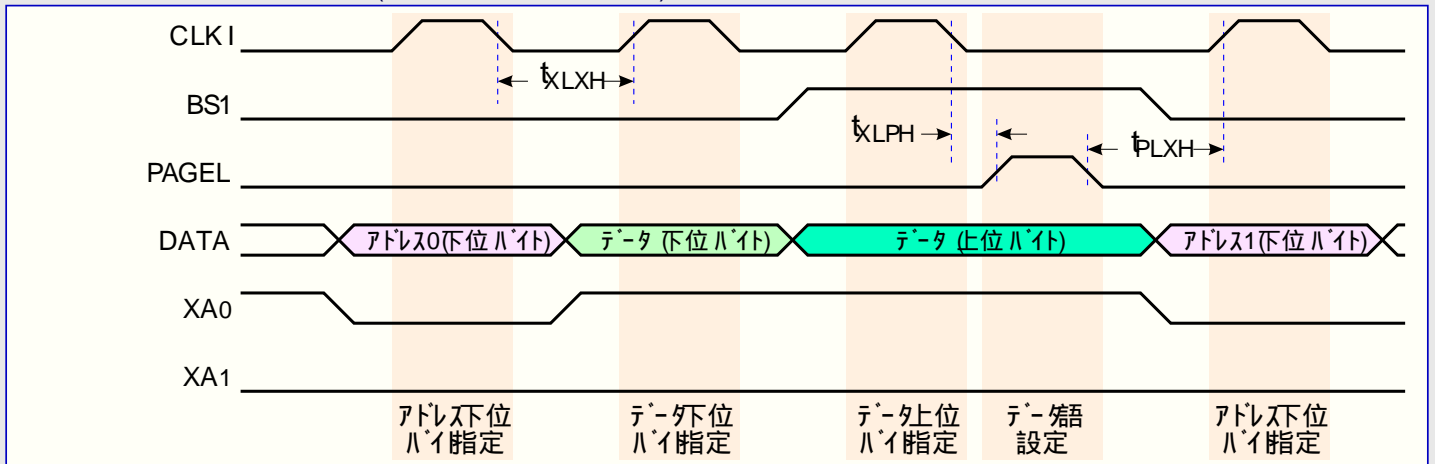 CLKI
tXLXH
BS1
tXLPH
tPLXH
PAGEL
DATA
アドレス0(下位バイト)
データ (下位バイト)
データ (上位バイト)
アドレス1(下位バイト)
XA0
XA1
アドレス下位
バイト指定
データ下位
バイト指定
データ上位
バイト指定
データ語
設定
アドレス下位
バイト指定